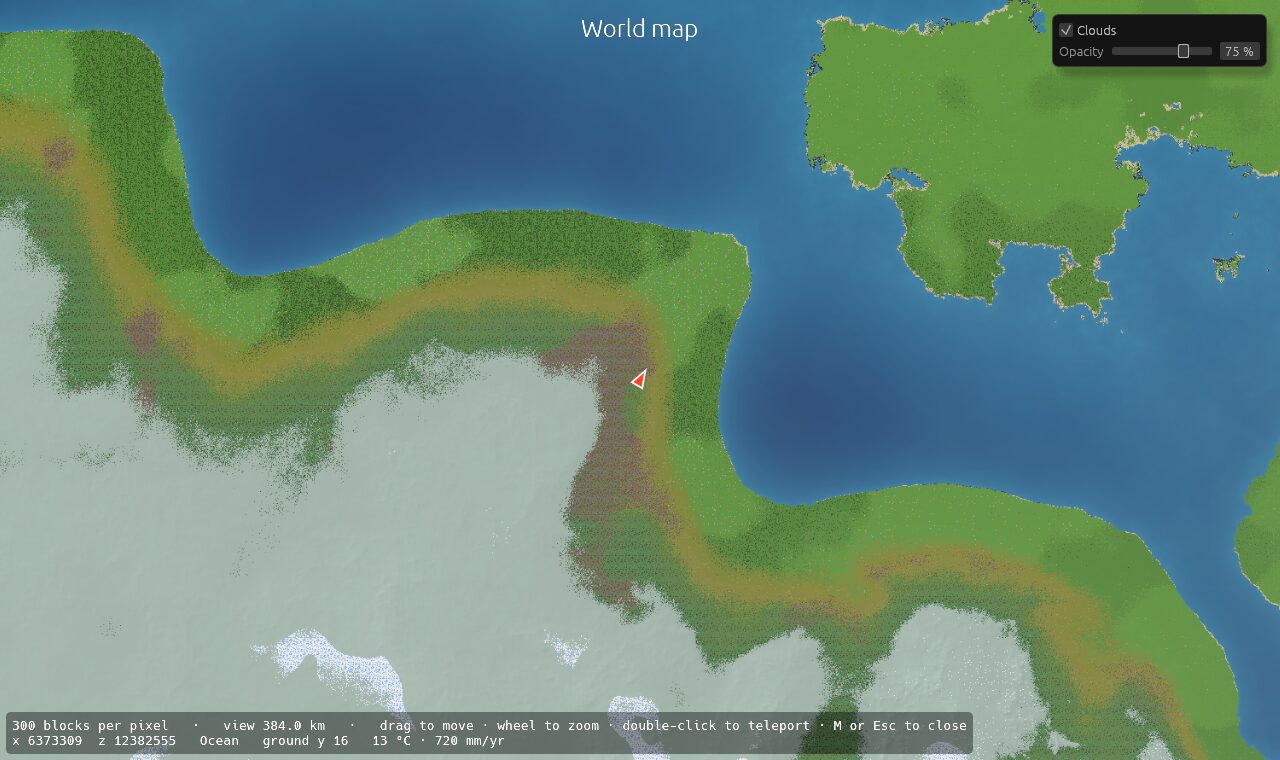 World map
Clouds
Opacity 75 %
300 blocks per pixel · view 384.0 km · drag to move · wheel to zoom · double-click to teleport · M or Esc to close
x 6373309 z 12382555 Ocean ground y 16 13 °C · 720 mm/yr